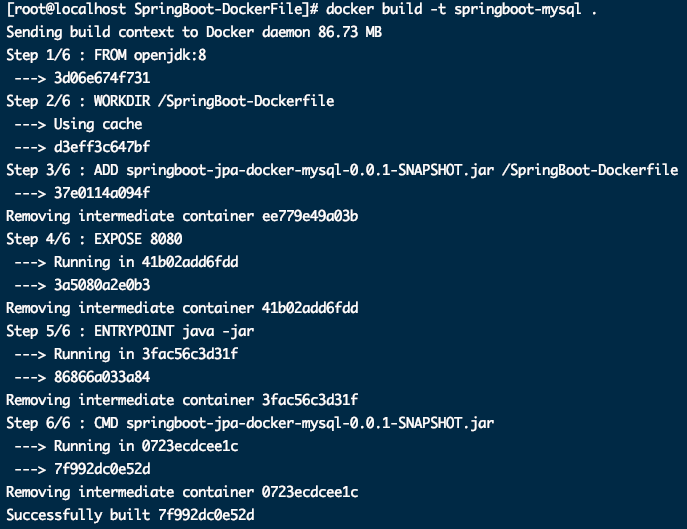 [root@localhost SpringBoot-DockerFile]# docker build -t springboot-mysql .
Sending build context to Docker daemon 86.73 MB
Step 1/6 : FROM openjdk:8
 ---> 3d06e674f731
Step 2/6 : WORKDIR /SpringBoot-Dockerfile
 ---> Using cache
 ---> d3eff3c647bf
Step 3/6 : ADD springboot-jpa-docker-mysql-0.0.1-SNAPSHOT.jar /SpringBoot-Dockerfile
 ---> 37e0114a094f
Removing intermediate container ee779e49a03b
Step 4/6 : EXPOSE 8080
 ---> Running in 41b02add6fdd
 ---> 3a5080a2e0b3
Removing intermediate container 41b02add6fdd
Step 5/6 : ENTRYPOINT java -jar
 ---> Running in 3fac56c3d31f
 ---> 86866a033a84
Removing intermediate container 3fac56c3d31f
Step 6/6 : CMD springboot-jpa-docker-mysql-0.0.1-SNAPSHOT.jar
 ---> Running in 0723ecdcee1c
 ---> 7f992dc0e52d
Removing intermediate container 0723ecdcee1c
Successfully built 7f992dc0e52d